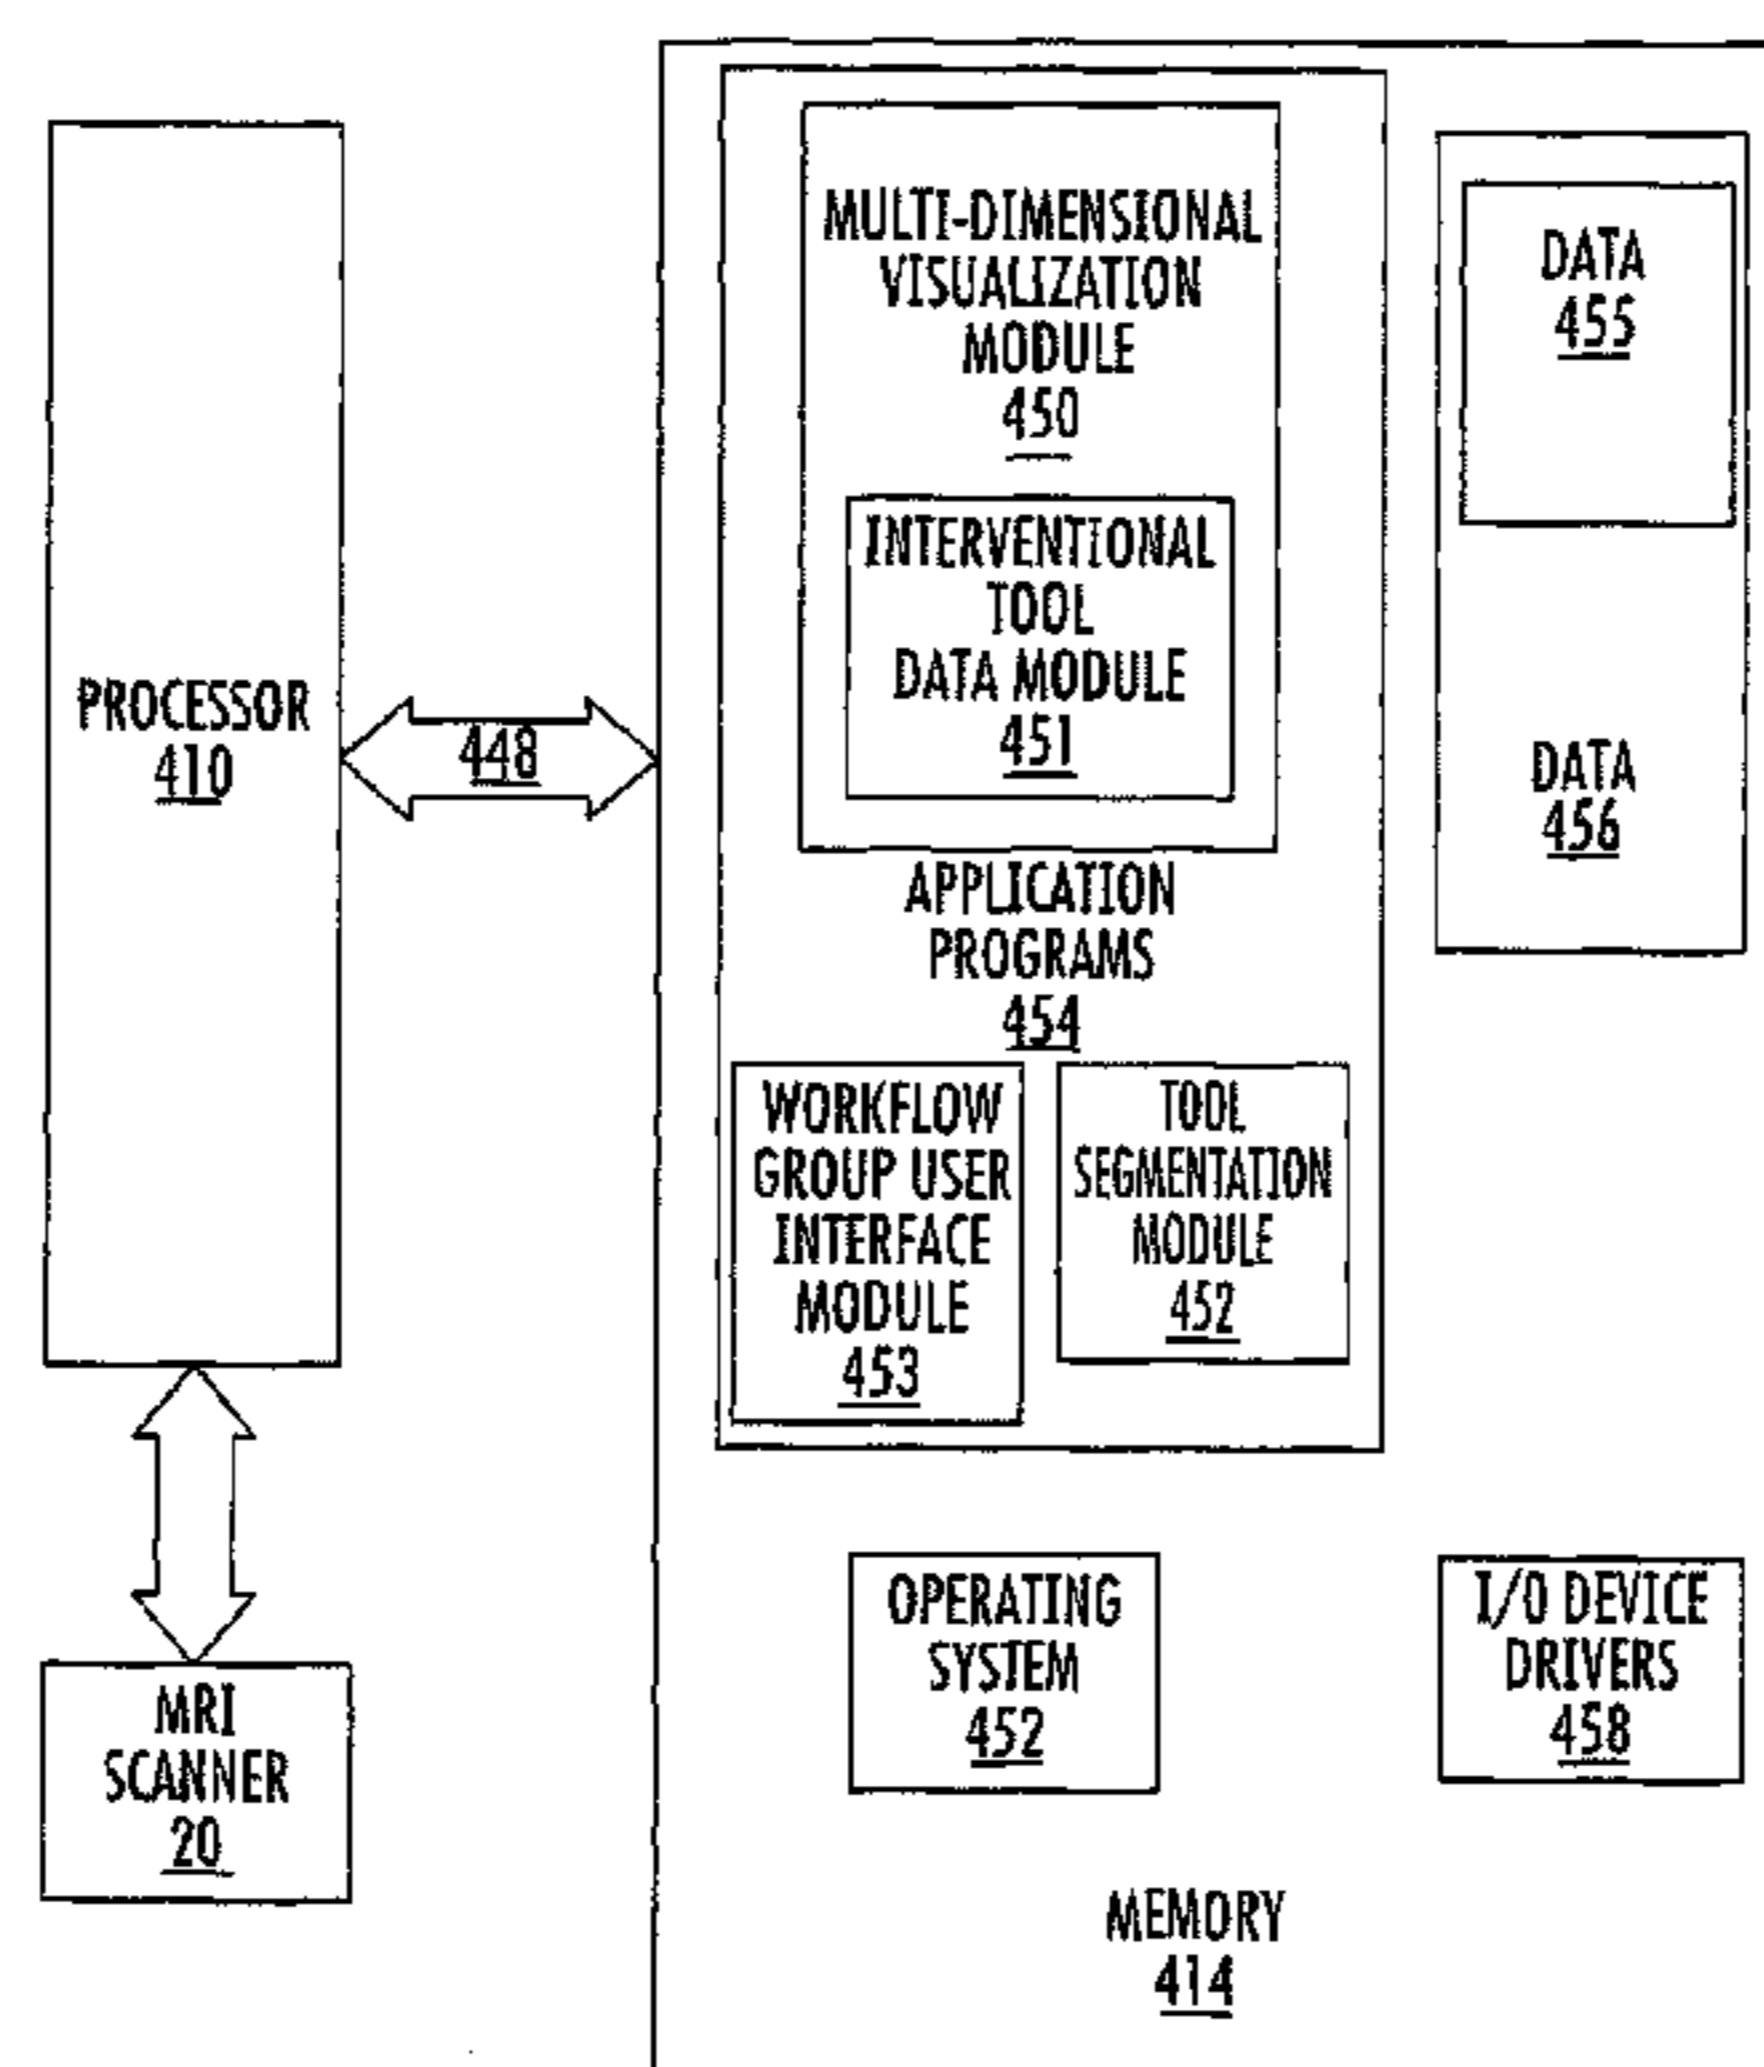 PROCESSOR
410
448
MULTI-DIMENSIONAL
VISUALIZATION
MODULE
450
INTERVENTIONAL
TOOL
DATA MODULE
451
APPLICATION
PROGRAMS
454
WORKFLOW
GROUP USER
INTERFACE
MODULE
453
TOOL
SEGMENTATION
MODULE
452
DATA
455
DATA
456
OPERATING
SYSTEM
452
I/O DEVICE
DRIVERS
458
MRI
SCANNER
20
MEMORY
414